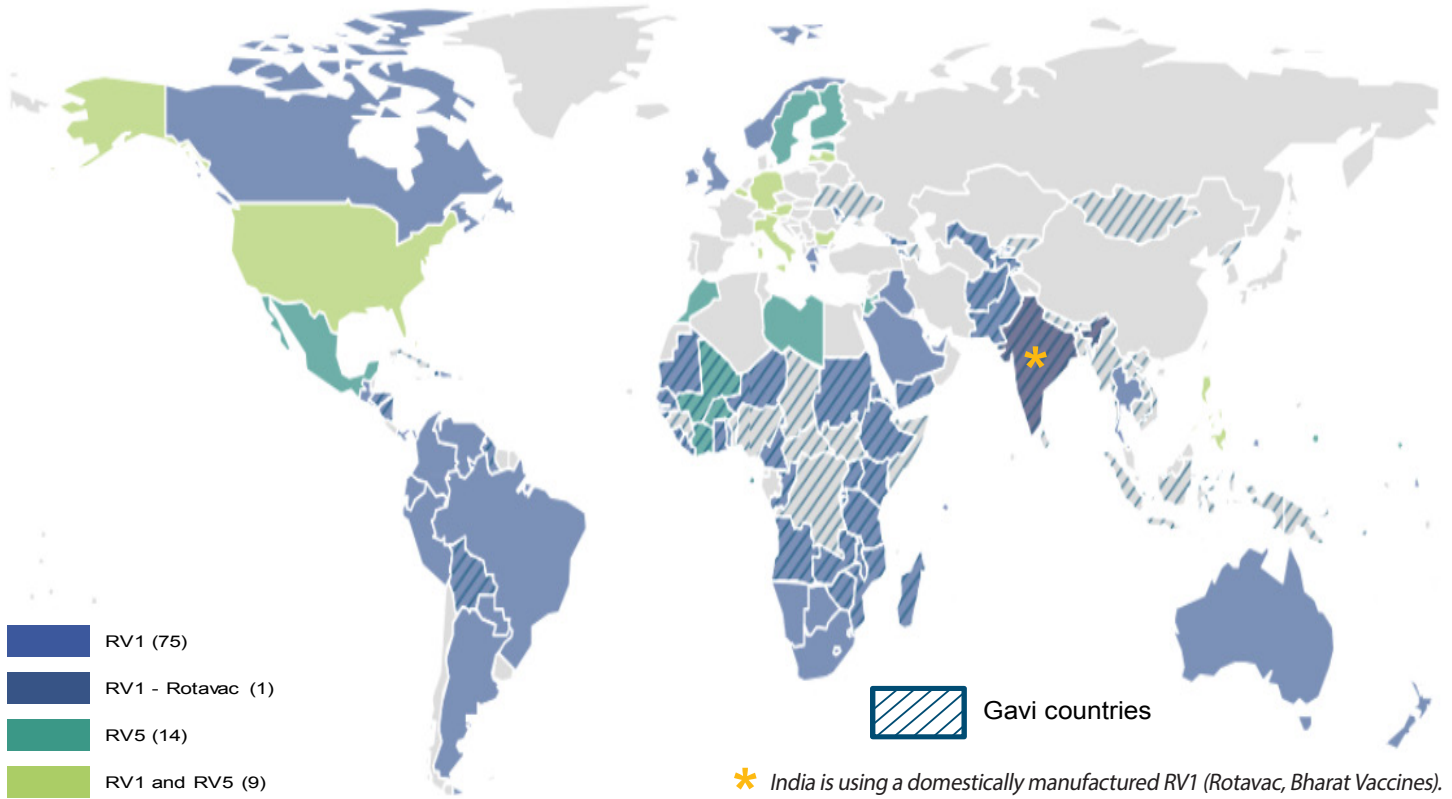 RV1 (75)
RV1 - Rotavac (1)
RV5 (14)
RV1 and RV5 (9)
Gavi countries
* India is using a domestically manufactured RV1 (Rotavac, Bharat Vaccines).